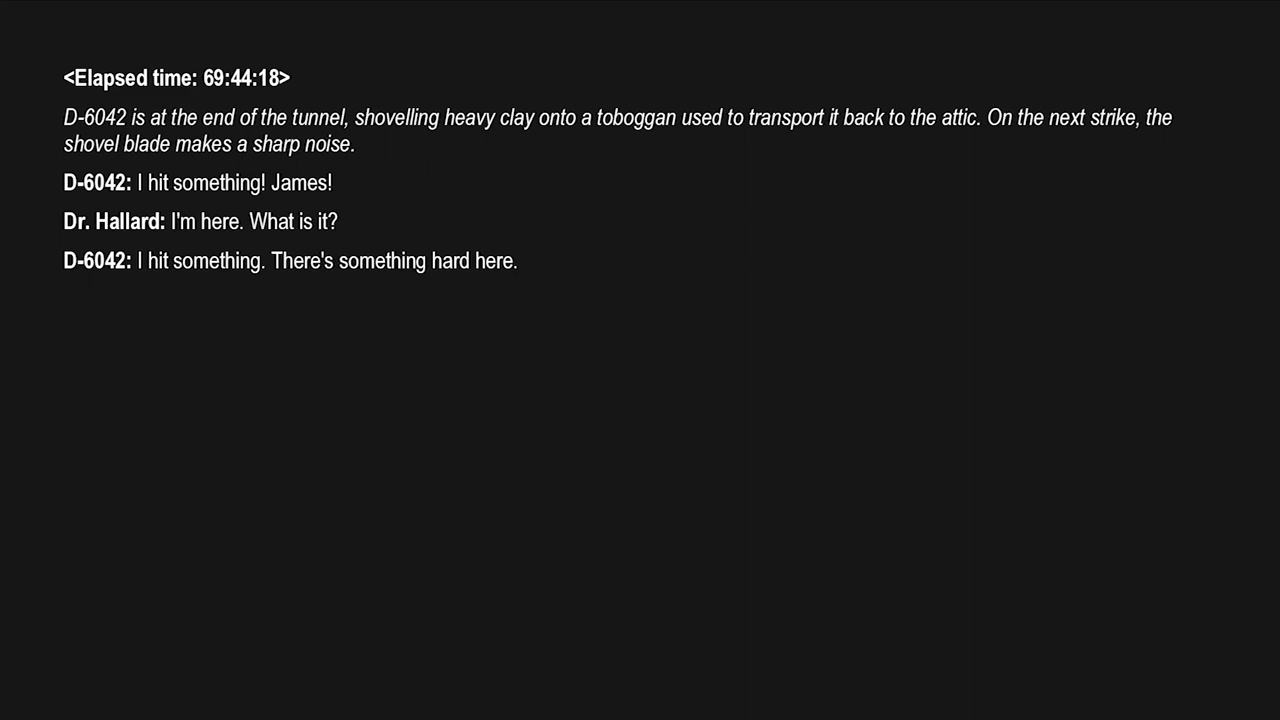 <Elapsed time: 69:44:18>
D-6042 is at the end of the tunnel, shovelling heavy clay onto a toboggan used to transport it back to the attic. On the next strike, the
shovel blade makes a sharp noise.
D-6042: I hit something! James!
Dr. Hallard: I'm here. What is it?
D-6042: I hit something. There's something hard here.